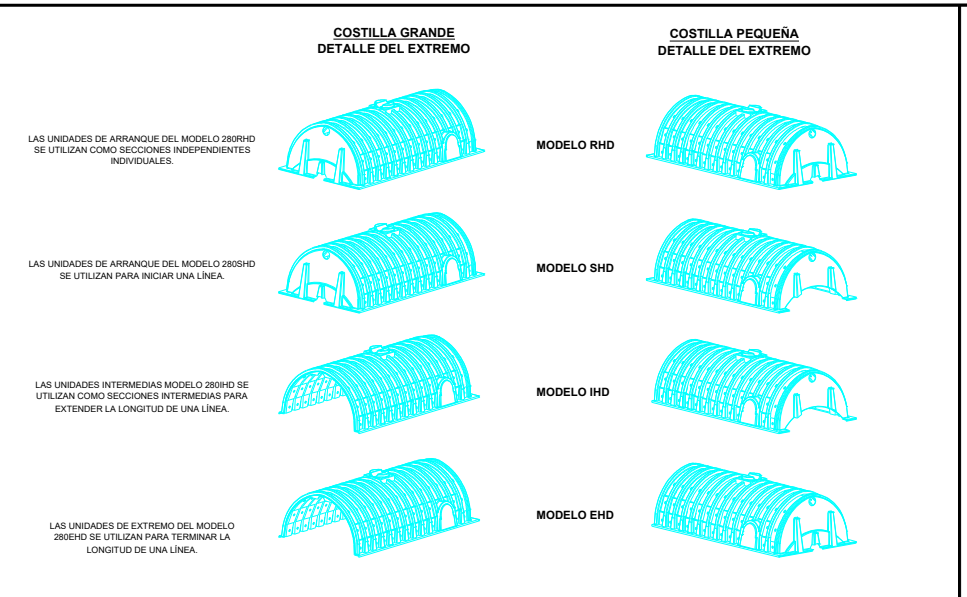 COSTILLA GRANDE
DETALLE DEL EXTREMO
COSTILLA PEQUEÑA
DETALLE DEL EXTREMO
LAS UNIDADES DE ARRANQUE DEL MODELO 280RHD
SE UTILIZAN COMO SECCIONES INDEPENDIENTES
INDIVIDUALES.
MODELO RHD
LAS UNIDADES DE ARRANQUE DEL MODELO 280SHD
SE UTILIZAN PARA INICIAR UNA LÍNEA.
MODELO SHD
LAS UNIDADES INTERMEDIAS MODELO 280IHD SE
UTILIZAN COMO SECCIONES INTERMEDIAS PARA
EXTENDER LA LONGITUD DE UNA LÍNEA.
MODELO IHD
LAS UNIDADES DE EXTREMO DEL MODELO
280EHD SE UTILIZAN PARA TERMINAR LA
LONGITUD DE UNA LÍNEA.
MODELO EHD